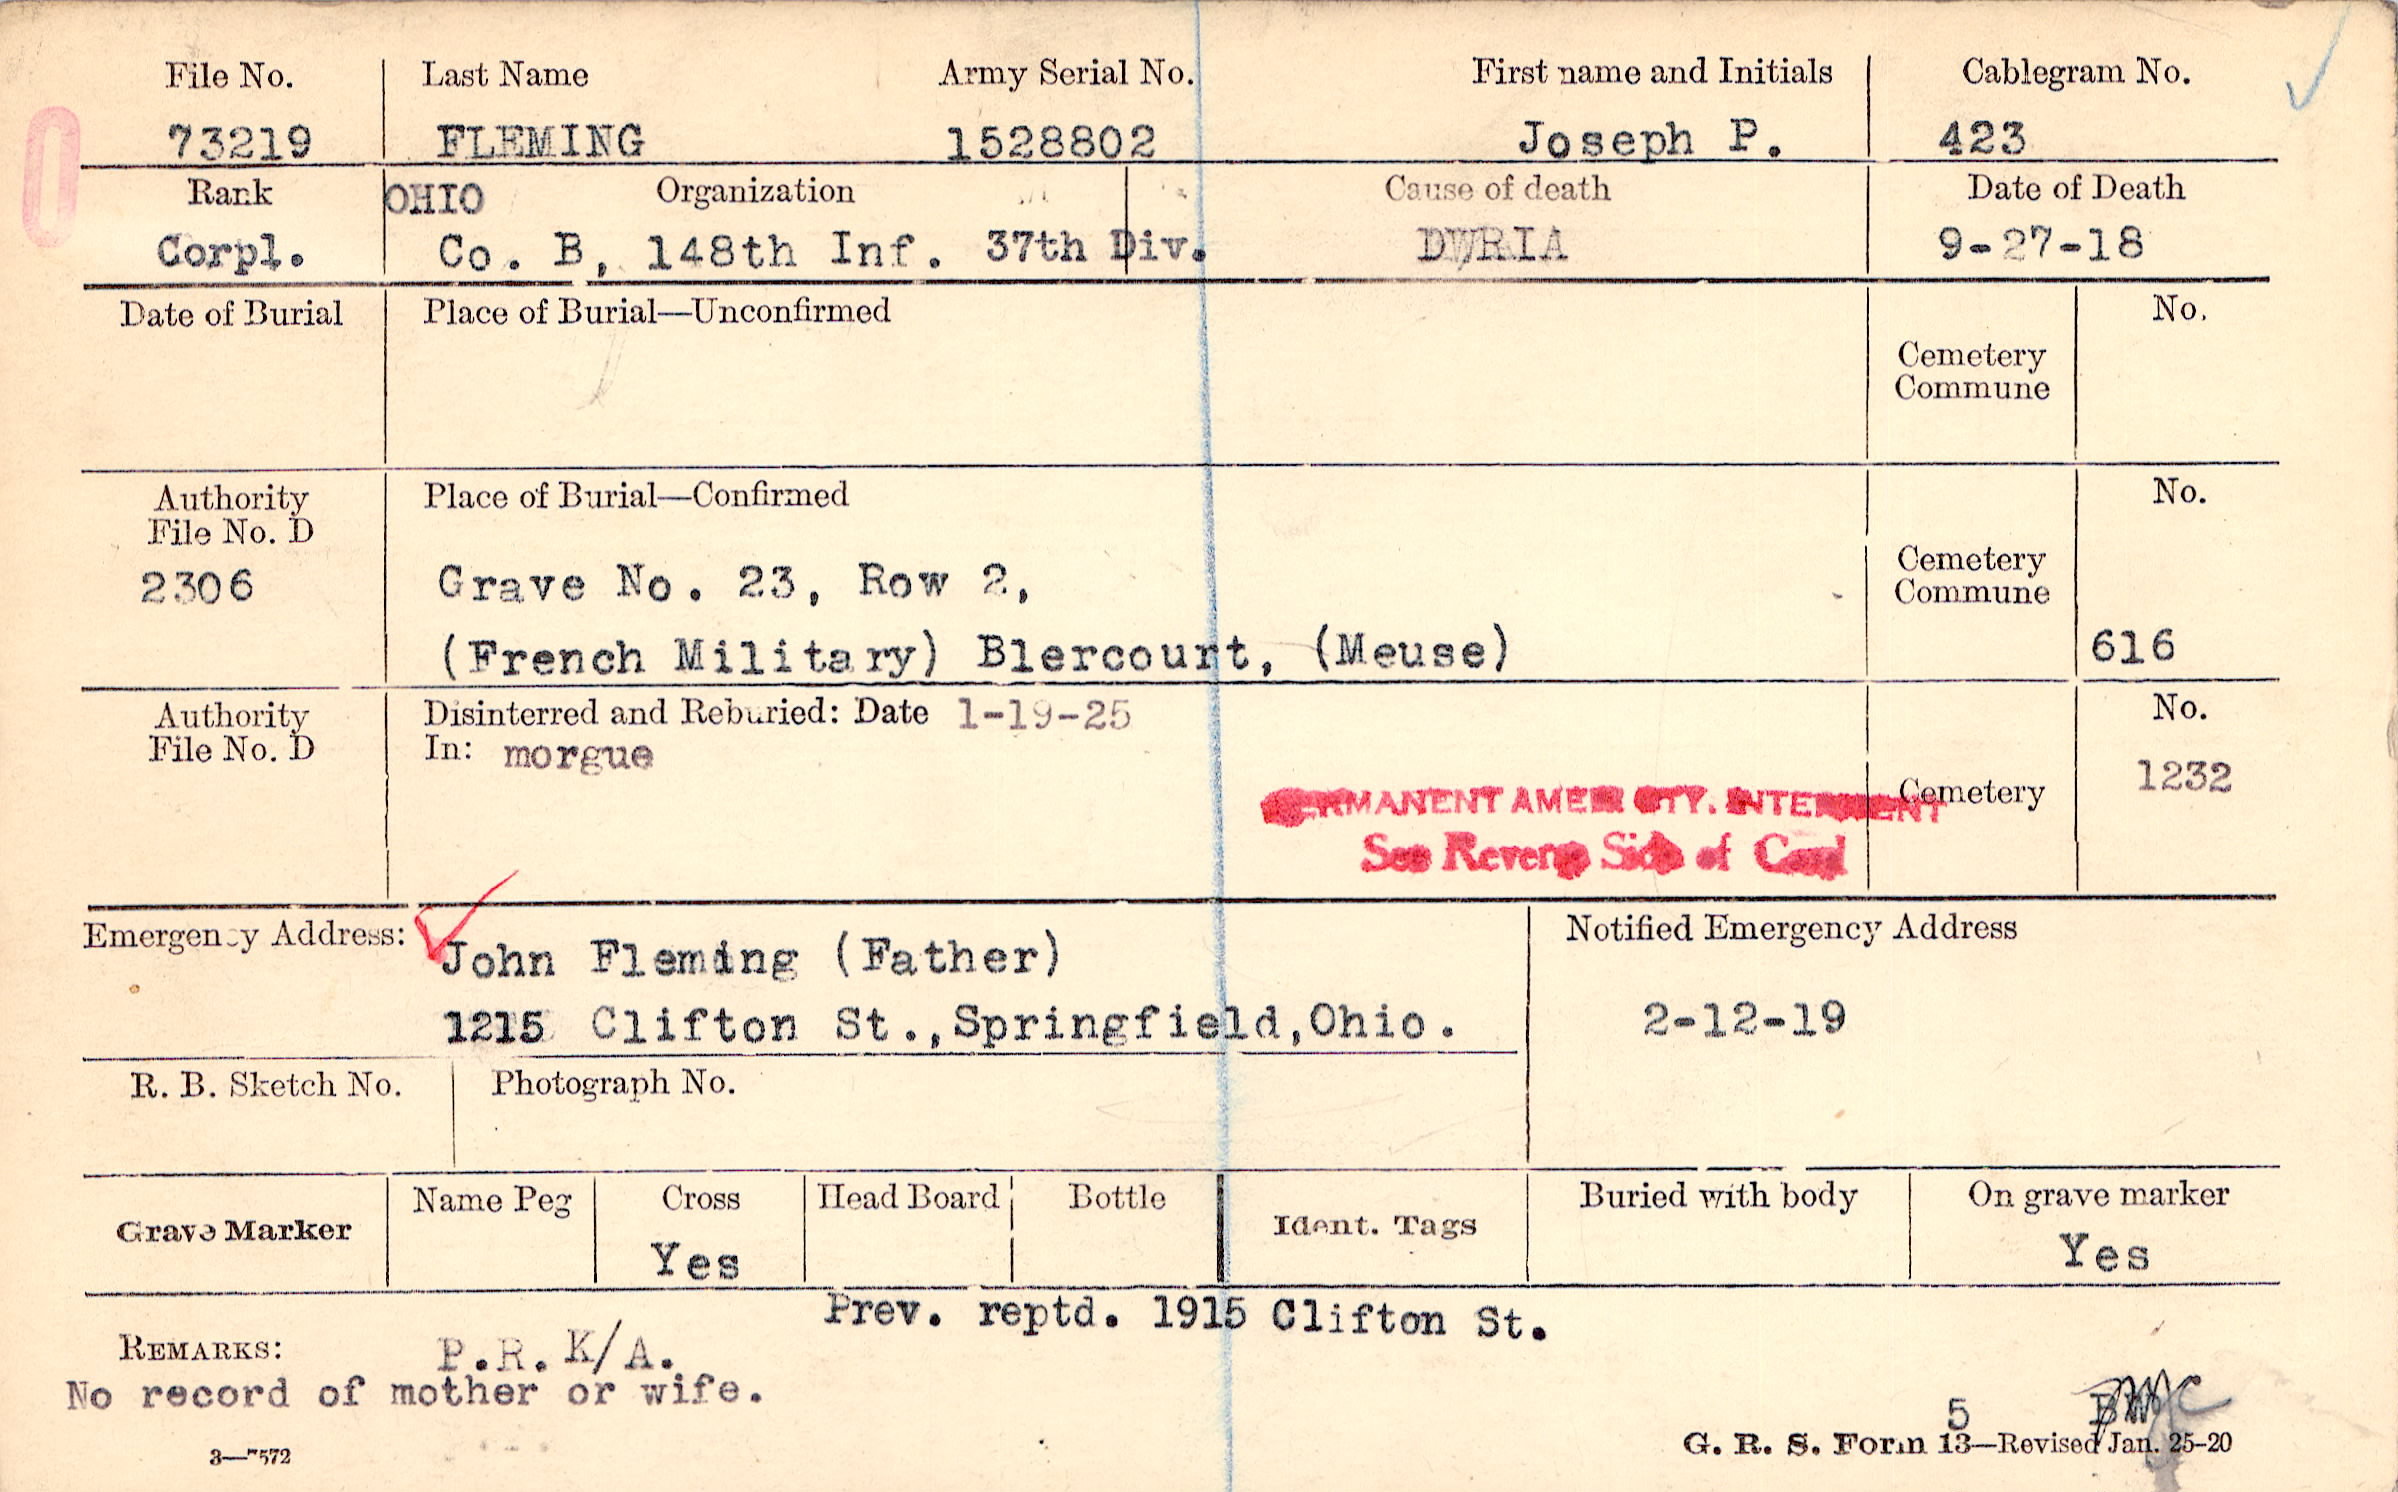 File No. Last Name Army Serial No. First name and Initials Cablegram No.
73219 FLEMING 1528802 Joseph P. 423
Rank OHIO Organization Cause of death Date of Death
Corpl. Co. B, 148th Inf. 37th Div. DWRIA 9-27-18
Date of Burial Place of Burial—Unconfirmed No.
Cemetery
Commune
Authority Place of Burial—Confirmed No.
File No. D
2306 Grave No. 23, Row 2, Cemetery
Commune
(French Military) Blercourt, (Meuse) 616
Authority Disinterred and Reburied: Date 1-19-25 No.
File No. D In: morgue
1232
PERMANENT AMER CTY. INTERMENT Cemetery
See Reverse Side of Card
Emergency Address: Notified Emergency Address
John Fleming (Father)
1215 Clifton St.,Springfield,Ohio. 2-12-19
R. B. Sketch No. Photograph No.
Grave Marker Name Peg Cross Head Board Bottle Ident. Tags Buried with body On grave marker
Yes Yes
Prev. reptd. 1915 Clifton St.
REMARKS: P.R. K/A.
No record of mother or wife.
5
3—7572 G. R. S. Form 13—Revised Jan. 25-20